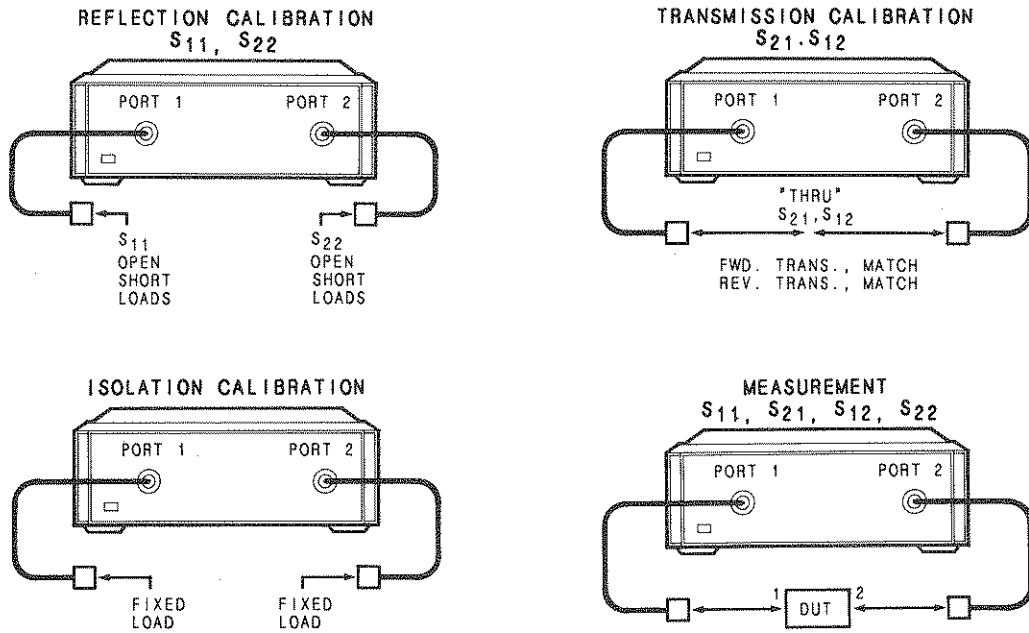 REFLECTION CALIBRATION
S11, S22
PORT 1
PORT 2
S11
OPEN
SHORT
LOADS
S22
OPEN
SHORT
LOADS
TRANSMISSION CALIBRATION
S21.S12
PORT 1
PORT 2
"THRU"
S21,S12
FWD. TRANS., MATCH
REV. TRANS., MATCH
ISOLATION CALIBRATION
PORT 1
PORT 2
FIXED
LOAD
FIXED
LOAD
MEASUREMENT
S11, S21, S12, S22
PORT 1
PORT 2
1
DUT
2